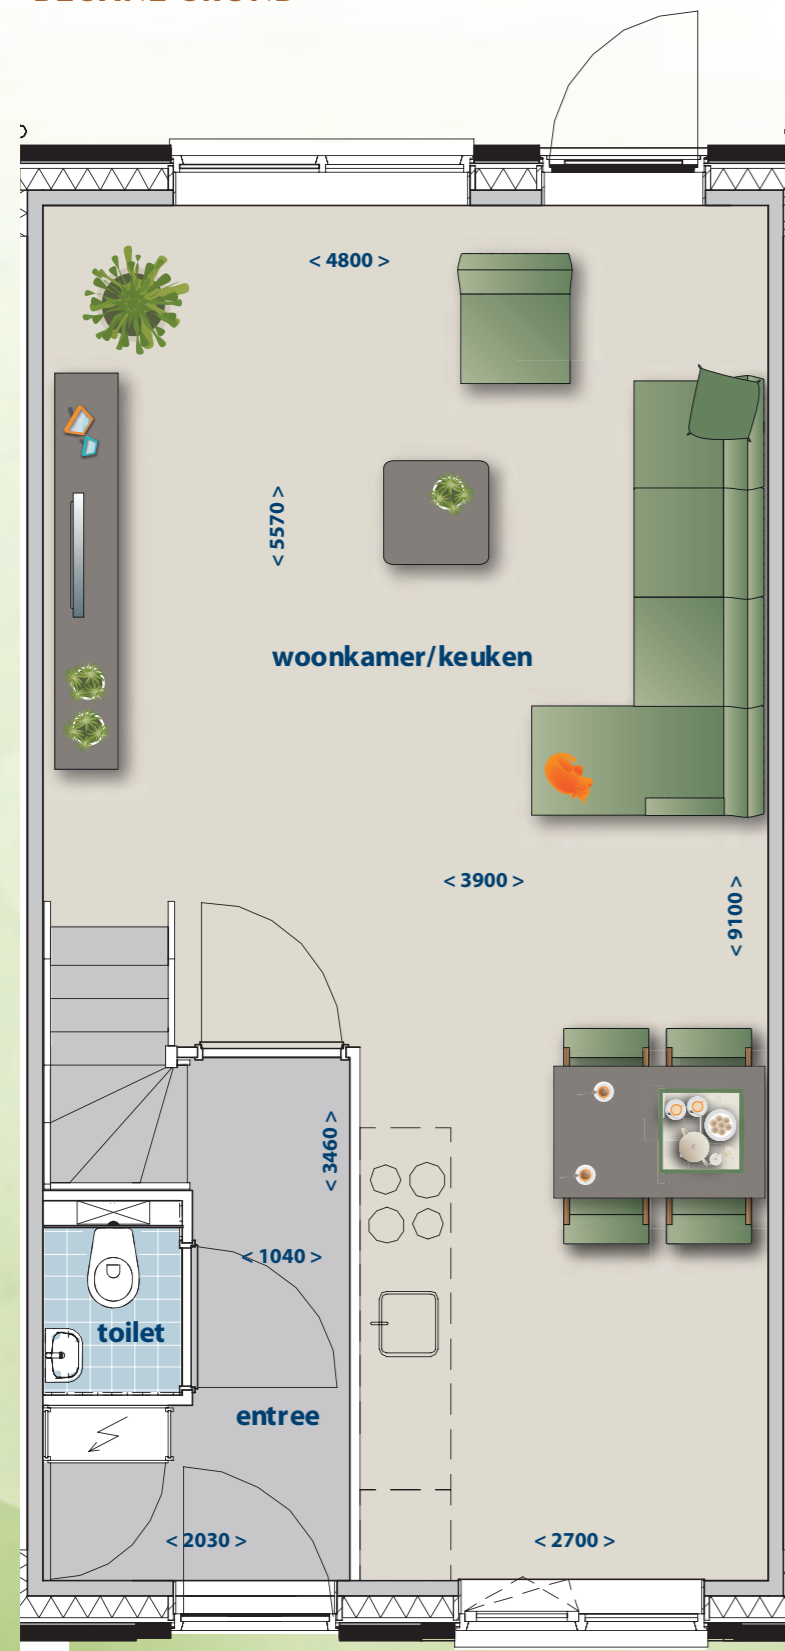 < 4800 >
< 5570 >
woonkamer/keuken
< 3900 >
< 9100 >
< 3460 >
< 1040 >
toilet
entree
< 2030 >
< 2700 >